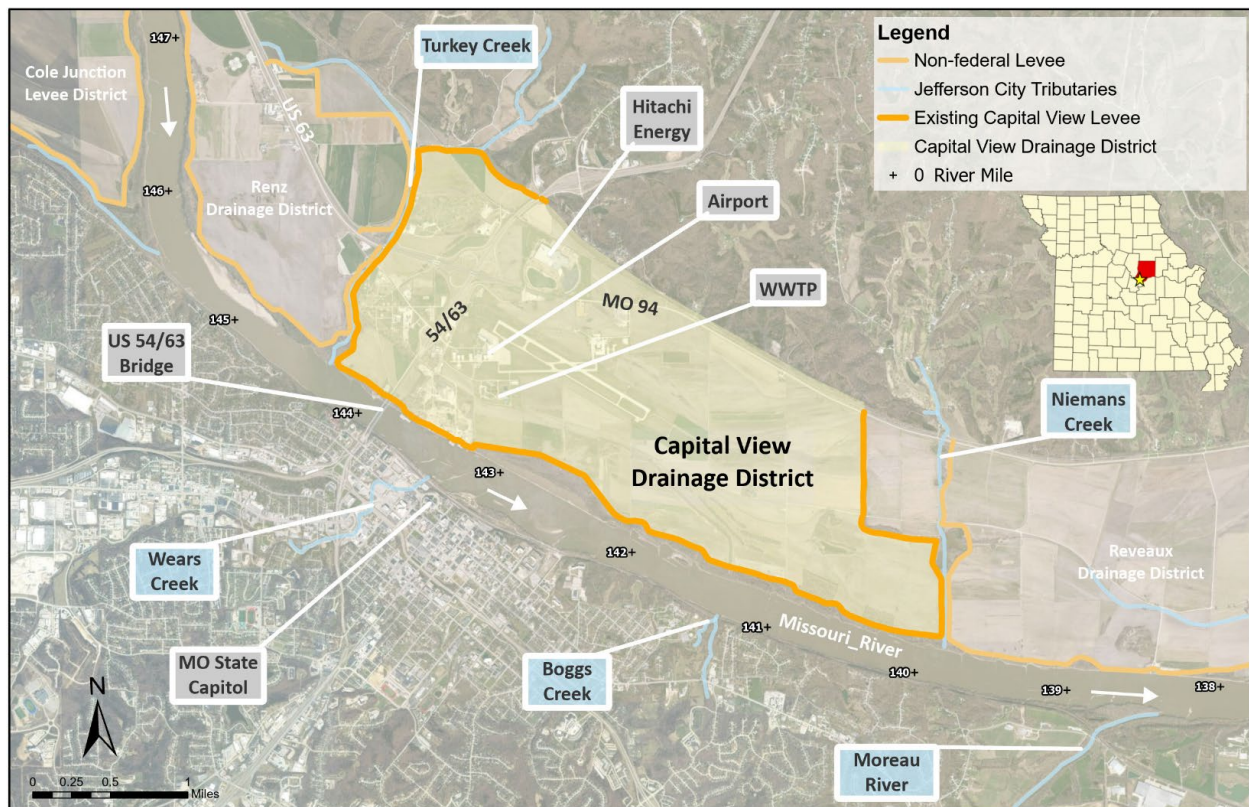 147+
Cole Junction
Levee District
US 63
Turkey Creek
Hitachi
Energy
Legend
Non-federal Levee
Jefferson City Tributaries
Existing Capital View Levee
Capital View Drainage District
+ 0 River Mile
146+
Renz
Drainage District
Airport
WWTP
MO 94
54/63
145+
US 54/63
Bridge
144+
Niemans
Creek
Capital View
Drainage District
143+
Wears
Creek
142+
Reveaux
Drainage District
MO State
Capitol
141+
Missouri_River
Boggs
Creek
140+
139+
138+
Moreau
River
N
0 0.25 0.5 1
Miles